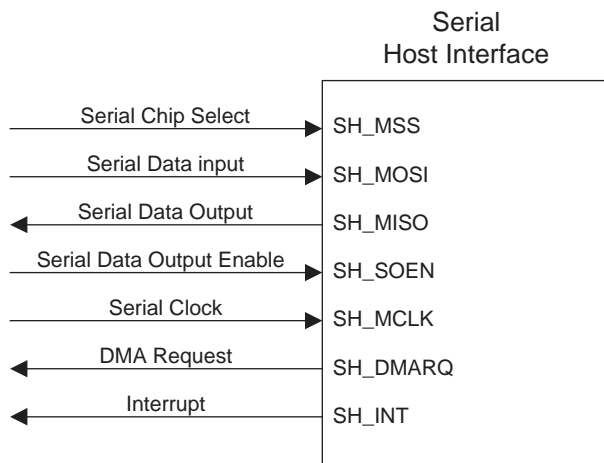 Serial
Host Interface
Serial Chip Select
SH_MSS
Serial Data input
SH_MOSI
Serial Data Output
SH_MISO
Serial Data Output Enable
SH_SOEN
Serial Clock
SH_MCLK
DMA Request
SH_DMARQ
Interrupt
SH_INT